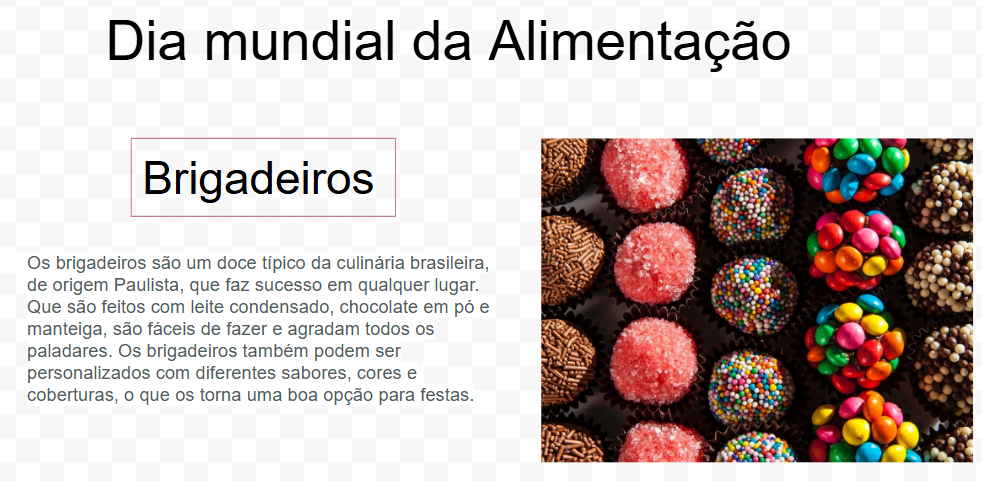 Dia mundial da Alimentação
Brigadeiros
Os brigadeiros são um doce típico da culinária brasileira,
de origem Paulista, que faz sucesso em qualquer lugar.
Que são feitos com leite condensado, chocolate em pó e
manteiga, são fáceis de fazer e agradam todos os
paladares. Os brigadeiros também podem ser
personalizados com diferentes sabores, cores e
coberturas, o que os torna uma boa opção para festas.